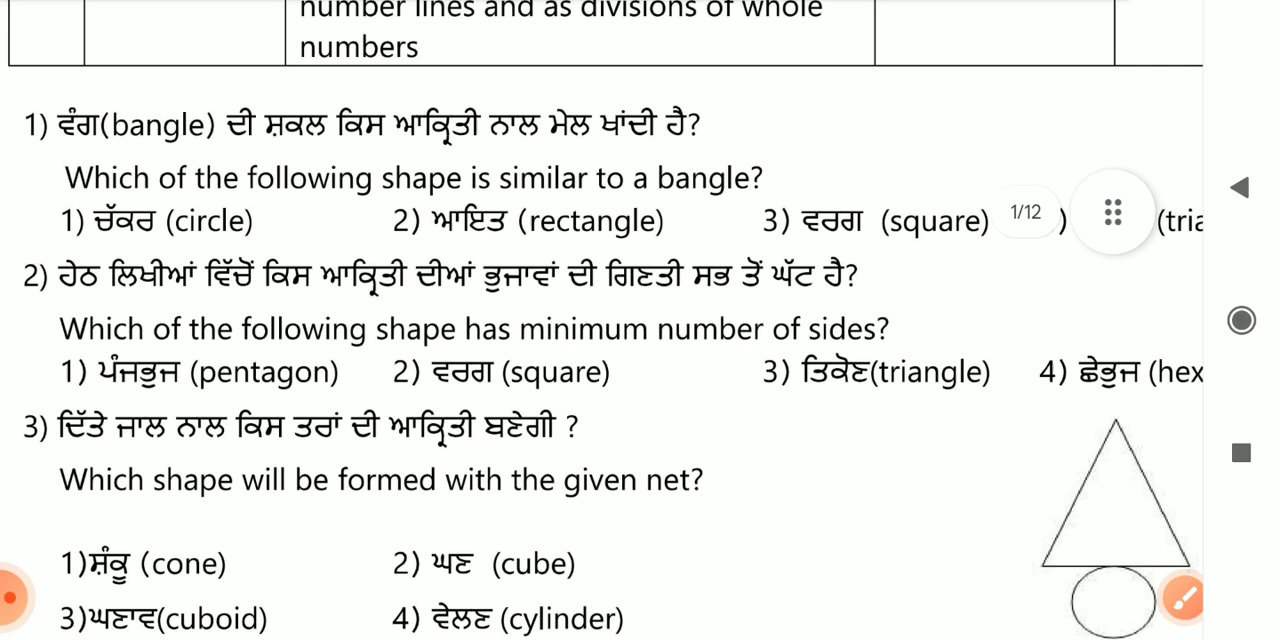 number lines and as divisions of whole
numbers
1) ਵੰਗ(bangle) ਦੀ ਸ਼ਕਲ ਕਿਸ ਆਕ੍ਰਿਤੀ ਨਾਲ ਮੇਲ ਖਾਂਦੀ ਹੈ?
Which of the following shape is similar to a bangle?
1) ਚੱਕਰ (circle) 2) ਆਇਤ (rectangle) 3) ਵਰਗ (square) 1/12 ) (tria
2) ਹੇਠ ਲਿਖੀਆਂ ਵਿੱਚੋਂ ਕਿਸ ਆਕ੍ਰਿਤੀ ਦੀਆਂ ਭੁਜਾਵਾਂ ਦੀ ਗਿਣਤੀ ਸਭ ਤੋਂ ਘੱਟ ਹੈ?
Which of the following shape has minimum number of sides?
1) ਪੰਜਭੁਜ (pentagon) 2) ਵਰਗ (square) 3) ਤਿਕੋਣ(triangle) 4) ਛੇਭੁਜ (hex
3) ਦਿੱਤੇ ਜਾਲ ਨਾਲ ਕਿਸ ਤਰਾਂ ਦੀ ਆਕ੍ਰਿਤੀ ਬਣੇਗੀ ?
Which shape will be formed with the given net?
1)ਸ਼ੰਕੂ (cone) 2) ਘਣ (cube)
3)ਘਣਾਵ(cuboid) 4) ਵੇਲਣ (cylinder)